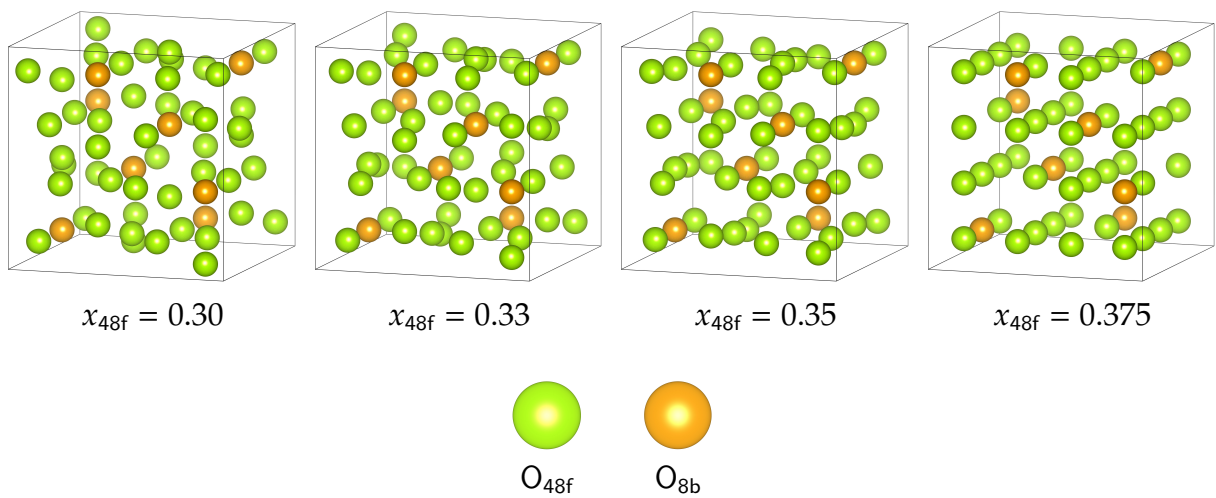 x48f = 0.30
x48f = 0.33
x48f = 0.35
x48f = 0.375
O48f
O8b